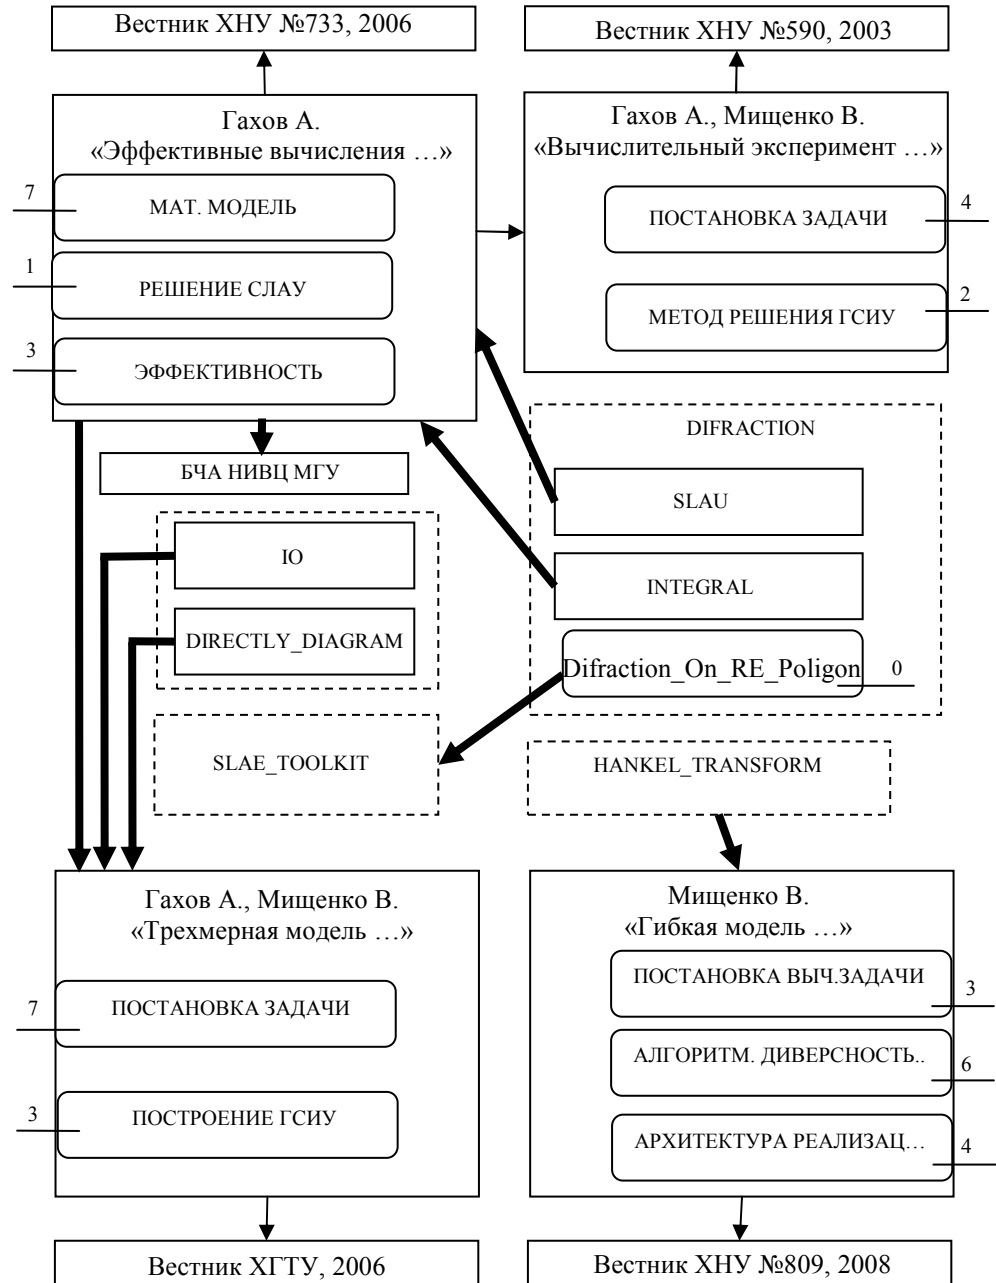 Вестник ХНУ №733, 2006
Вестник ХНУ №590, 2003
Гахов А.
«Эффективные вычисления …»
7
МАТ. МОДЕЛЬ
1
РЕШЕНИЕ СЛАУ
3
ЭФФЕКТИВНОСТЬ
Гахов А., Мищенко В.
«Вычислительный эксперимент …»
ПОСТАНОВКА ЗАДАЧИ
4
МЕТОД РЕШЕНИЯ ГСИУ
2
БЧА НИВЦ МГУ
IO
DIRECTLY_DIAGRAM
SLAE_TOOLKIT
DIFRACTION
SLAU
INTEGRAL
Difraction_On_RE_Poligon
0
HANKEL_TRANSFORM
Гахов А., Мищенко В.
«Трехмерная модель …»
7
ПОСТАНОВКА ЗАДАЧИ
3
ПОСТРОЕНИЕ ГСИУ
Мищенко В.
«Гибкая модель …»
ПОСТАНОВКА ВЫЧ.ЗАДАЧИ
3
АЛГОРИТМ. ДИВЕРСНОСТЬ..
6
АРХИТЕКТУРА РЕАЛИЗАЦ…
4
Вестник ХГТУ, 2006
Вестник ХНУ №809, 2008